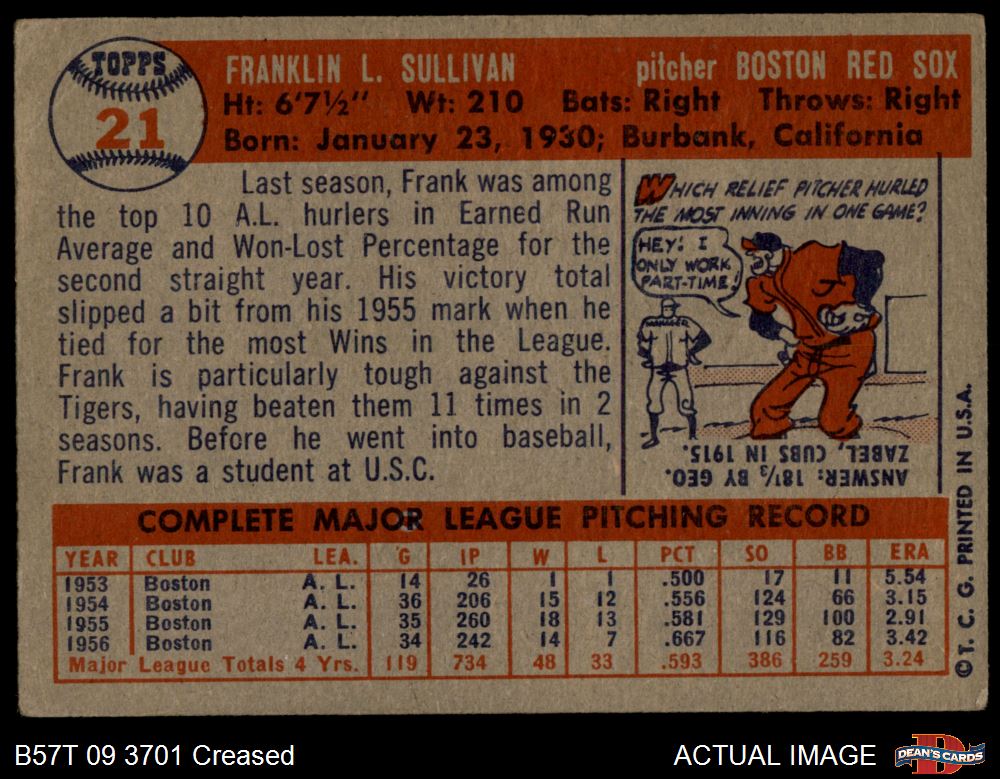 TOPPS
21
FRANKLIN L. SULLIVAN pitcher BOSTON RED SOX
Ht: 6'7½" Wt: 210 Bats: Right Throws: Right
Born: January 23, 1930; Burbank, California
Last season, Frank was among
the top 10 A.L. hurlers in Earned Run
Average and Won-Lost Percentage for the
second straight year. His victory total
slipped a bit from his 1955 mark when he
tied for the most Wins in the League.
Frank is particularly tough against the
Tigers, having beaten them 11 times in 2
seasons. Before he went into baseball,
Frank was a student at U.S.C.
WHICH RELIEF PITCHER HURLED
THE MOST INNING IN ONE GAME?
HEY! I
ONLY WORK
PART-TIME!
MANAGER
ANSWER: 18⅓ BY GEO.
ZABEL, CUBS IN 1915.
COMPLETE MAJOR LEAGUE PITCHING RECORD
YEAR CLUB LEA. G IP W L PCT SO BB ERA
1953 Boston A. L. 14 26 1 1 .500 17 11 5.54
1954 Boston A. L. 36 206 15 12 .556 124 66 3.15
1955 Boston A. L. 35 260 18 13 .581 129 100 2.91
1956 Boston A. L. 34 242 14 7 .667 116 82 3.42
Major League Totals 4 Yrs. 119 734 48 33 .593 386 259 3.24
© T. C. G. PRINTED IN U.S.A.
B57T 09 3701 Creased
ACTUAL IMAGE
D
DEAN'S CARDS